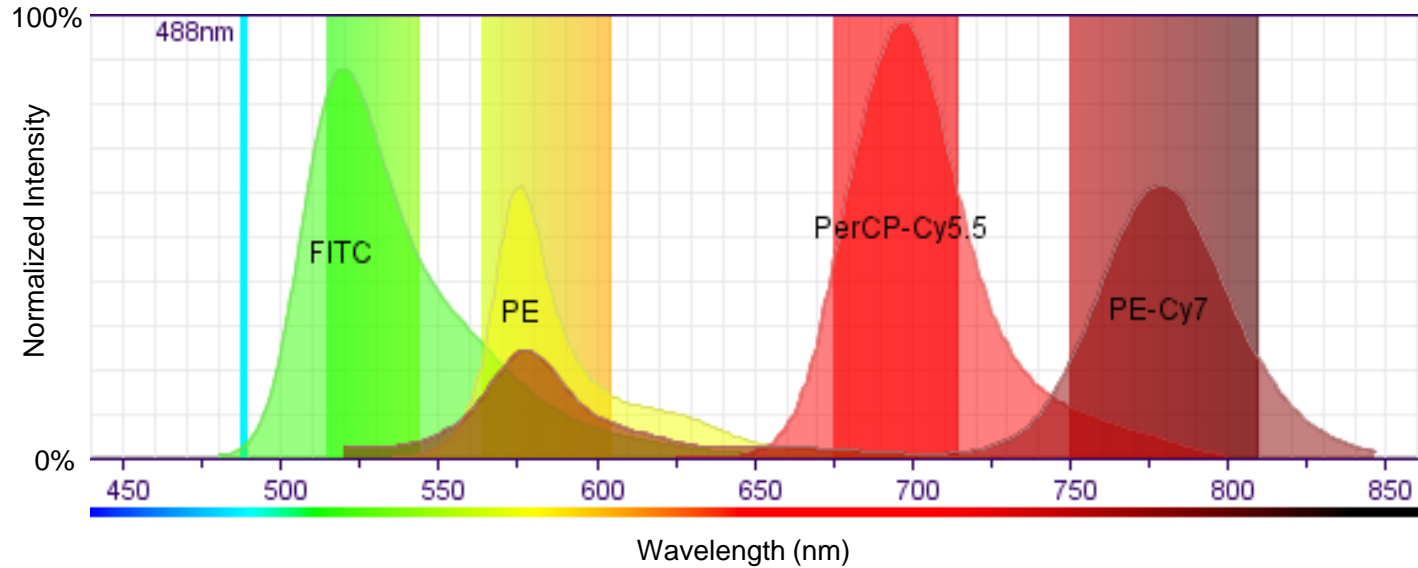 100%
488nm
Normalized Intensity
FITC
PE
PerCP-Cy5.5
PE-Cy7
0%
450 500 550 600 650 700 750 800 850
Wavelength (nm)